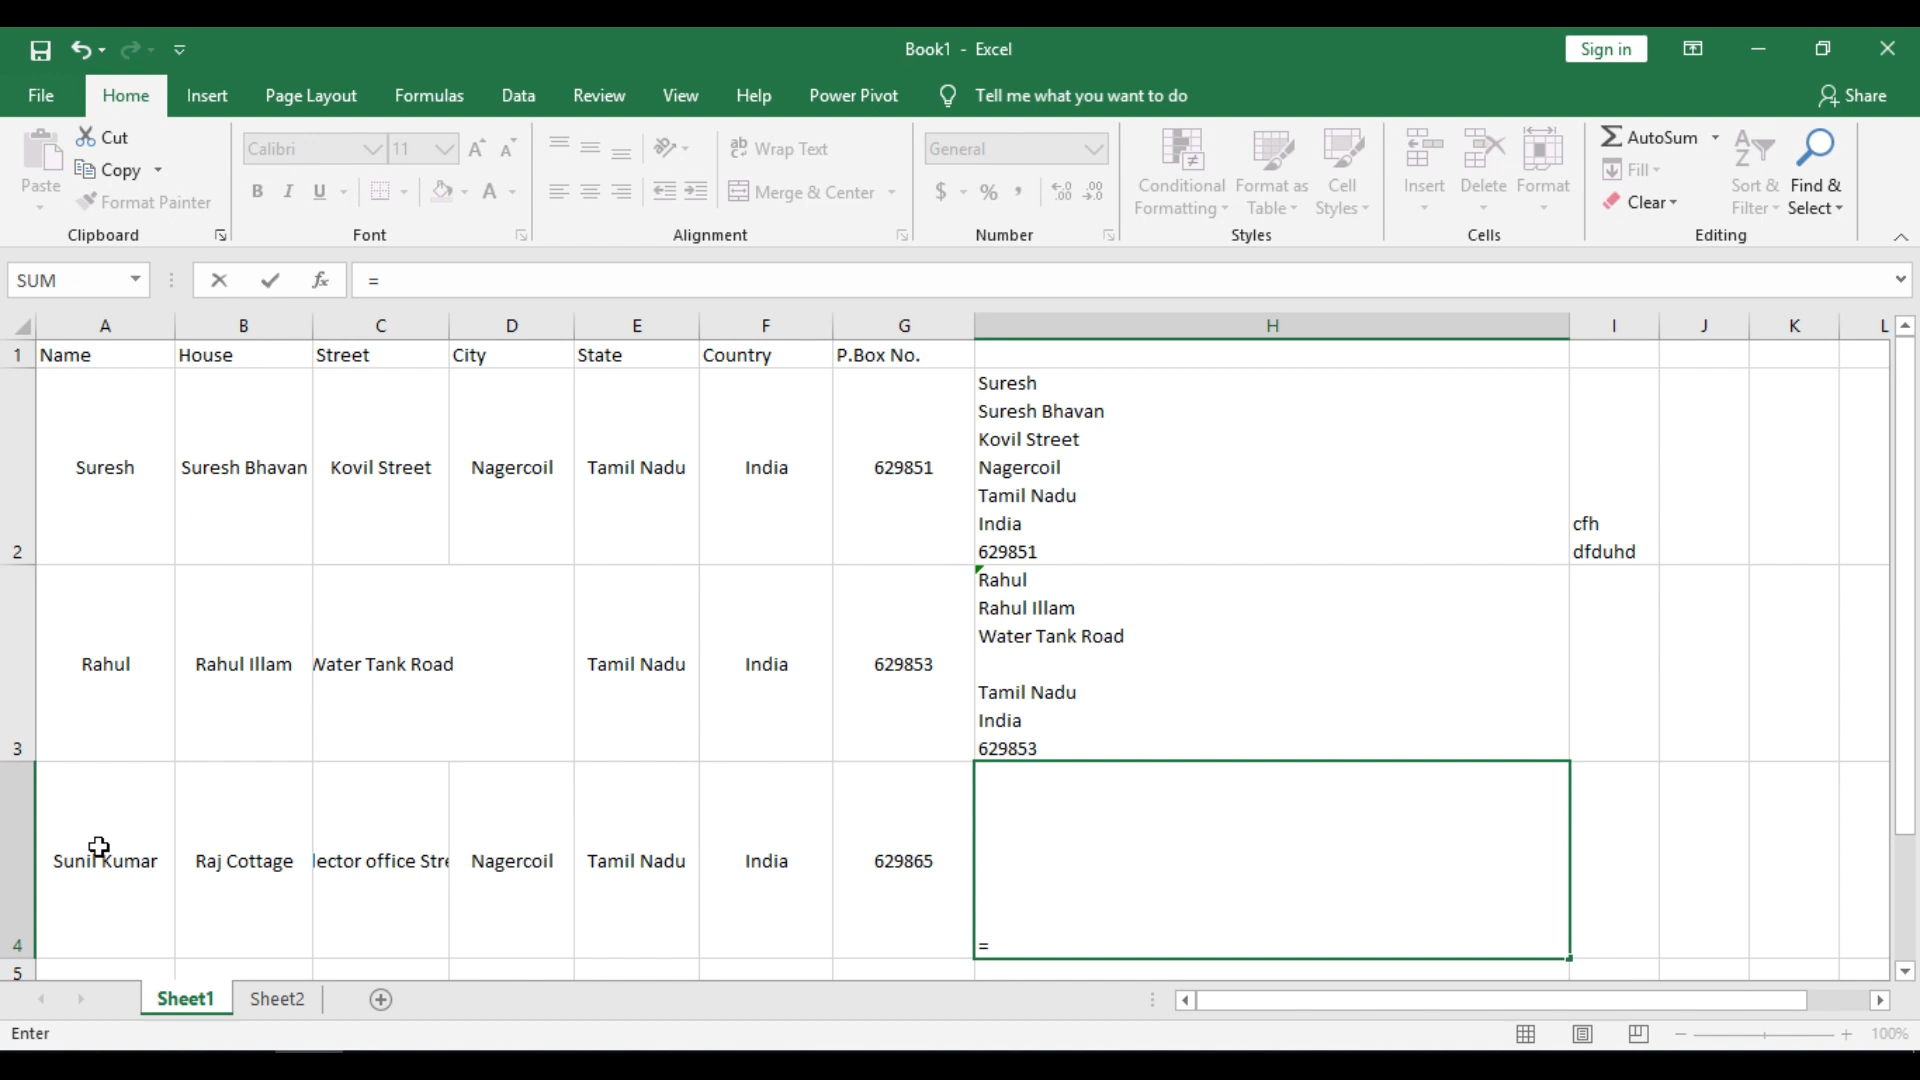 Book1 - Excel
Sign in
File Home Insert Page Layout Formulas Data Review View Help Power Pivot Tell me what you want to do Share
Paste
Cut
Copy
Format Painter
Clipboard
Calibri 11
B I U A
Font
ab Wrap Text
Merge & Center
Alignment
General
$ % ,
Number
Conditional Formatting
Format as Table
Cell Styles
Styles
Insert Delete Format
Cells
AutoSum
Fill
Clear
Sort & Filter
Find & Select
Editing
SUM fx =
A B C D E F G H I J K L
1 Name House Street City State Country P.Box No.
2 Suresh Suresh Bhavan Kovil Street Nagercoil Tamil Nadu India 629851
Suresh
Suresh Bhavan
Kovil Street
Nagercoil
Tamil Nadu
India
629851
cfh
dfduhd
3 Rahul Rahul Illam Water Tank Road Tamil Nadu India 629853
Rahul
Rahul Illam
Water Tank Road
Tamil Nadu
India
629853
4 Sunil Kumar Raj Cottage lector office Stre Nagercoil Tamil Nadu India 629865
=
5
Sheet1 Sheet2
Enter
100%